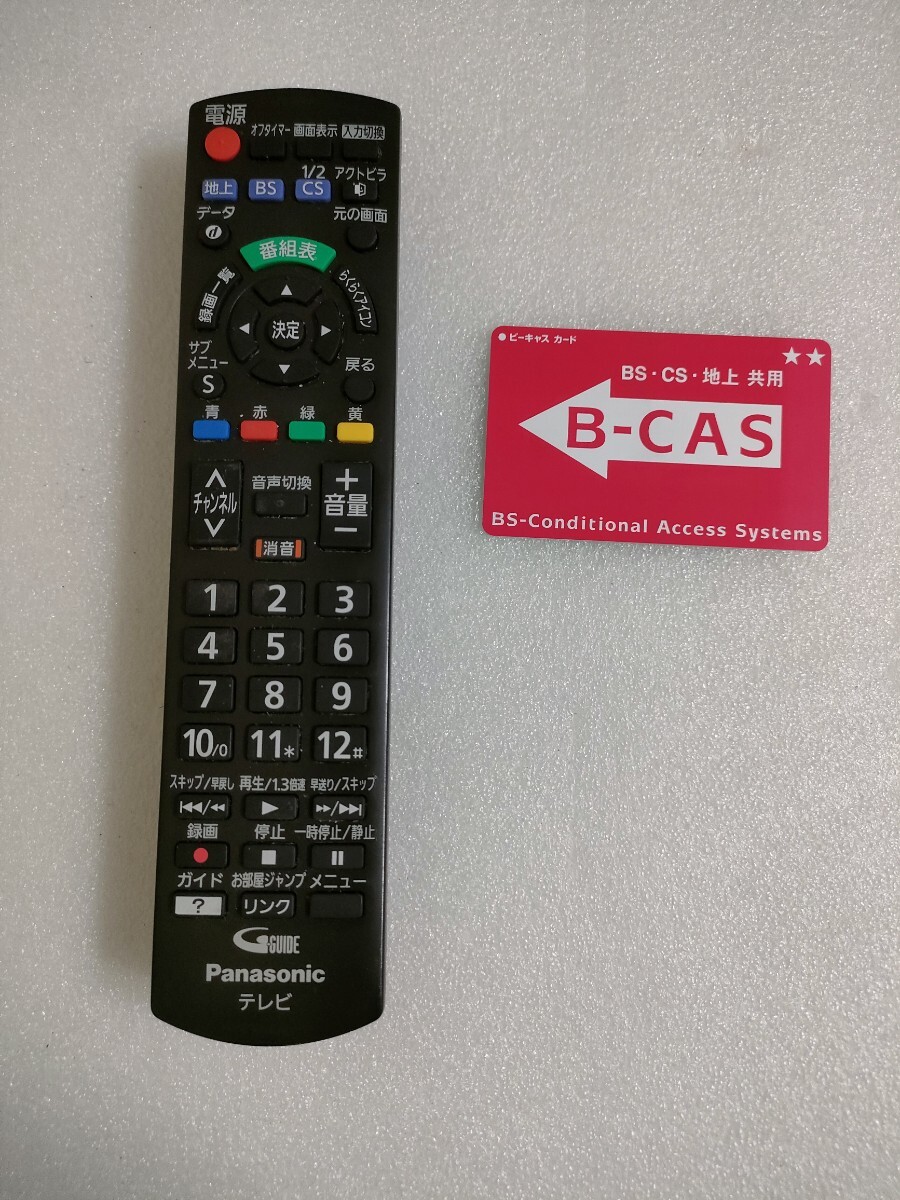 電源
オフタイマー 画面表示 入力切換
1/2 アクトビラ
地上 BS CS
データ 元の画面
d
番組表
録画一覧 らくらくアイコン
決定
サブ
メニュー 戻る
S
青 赤 緑 黄
チャンネル 音声切換 + 音量 -
消音
1 2 3
4 5 6
7 8 9
10/0 11* 12#
スキップ/早戻し 再生/1.3倍速 早送り/スキップ
録画 停止 一時停止/静止
ガイド お部屋ジャンプ メニュー
? リンク
G-GUIDE
Panasonic
テレビ
ビーキャス カード
★★
BS・CS・地上 共用
B-CAS
BS-Conditional Access Systems